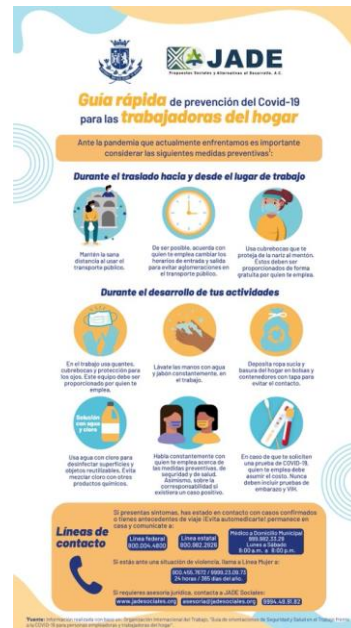 JADE
Propuestas Sociales y Alternativas al Desarrollo, A.C.
Guía rápida de prevención del Covid-19
para las trabajadoras del hogar
Ante la pandemia que actualmente enfrentamos es importante
considerar las siguientes medidas preventivas¹:
Durante el traslado hacia y desde el lugar de trabajo
Mantén la sana
distancia al usar el
transporte público.
De ser posible, acuerda con
quien te emplea cambiar los
horarios de entrada y salida
para evitar aglomeraciones en
el transporte público.
Usa cubrebocas que te
proteja de la nariz al mentón.
Éstos deben ser
proporcionados de forma
gratuita por quien te emplea.
Durante el desarrollo de tus actividades
En el trabajo usa guantes,
cubrebocas y protección para
los ojos. Este equipo debe ser
proporcionado por quien te
emplea.
Lávate las manos con agua
y jabón constantemente, en
el trabajo.
Deposita ropa sucia y
basura del hogar en bolsas y
contenedores con tapa para
evitar el contacto.
Solución
con agua
y cloro
Usa agua con cloro para
desinfectar superficies y
objetos reutilizables. Evita
mezclar cloro con otros
productos químicos.
Habla constantemente con
quien te emplea acerca de
las medidas preventivas, de
seguridad y de salud.
Asimismo, sobre la
corresponsabilidad si
existiera un caso positivo.
En caso de que te soliciten
una prueba de COVID-19,
quien te emplea debe
asumir el costo. Nunca
deben incluir pruebas de
embarazo y VIH.
Líneas de
contacto
Si presentas síntomas, has estado en contacto con casos confirmados
o tienes antecedentes de viaje ¡Evita automedicarte! permanece en
casa y comunícate a:
Línea federal
800.004.4800
Línea estatal
800.982.2626
Médico a Domicilio Municipal
Lunes a Sábado
8:00 a.m. a 8:00 p.m.
Si estás ante una situación de violencia, llama a Línea Mujer a:
24 horas / 365 días del año.
Si requieres asesoría jurídica, contacta a JADE Sociales:
www.jadesociales.org asesoria@jadesociales.org